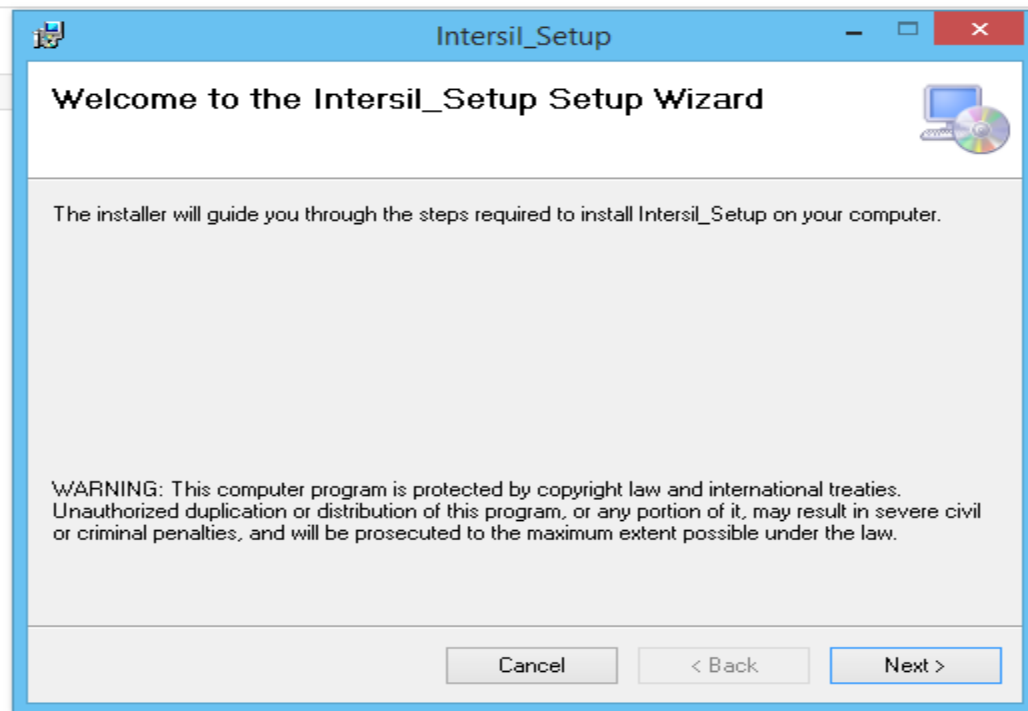 Intersil_Setup
Welcome to the Intersil_Setup Setup Wizard
The installer will guide you through the steps required to install Intersil_Setup on your computer.
WARNING: This computer program is protected by copyright law and international treaties.
Unauthorized duplication or distribution of this program, or any portion of it, may result in severe civil
or criminal penalties, and will be prosecuted to the maximum extent possible under the law.
Cancel < Back Next >